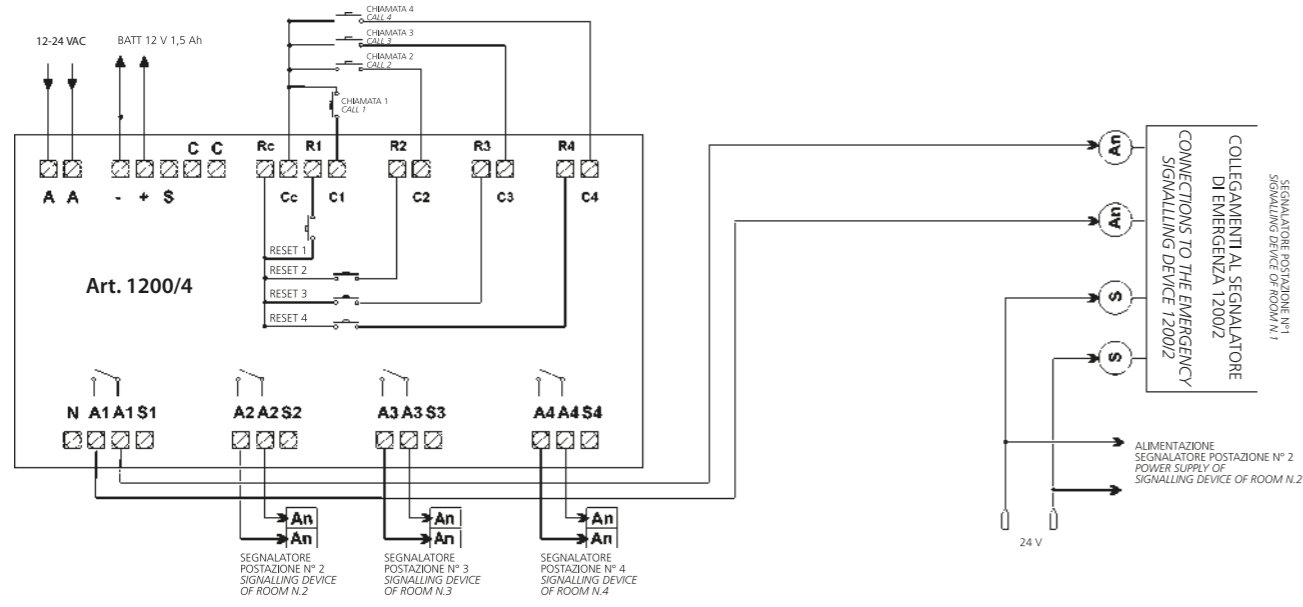 CHIAMATA 4
CALL 4
CHIAMATA 3
CALL 3
CHIAMATA 2
CALL 2
CHIAMATA 1
CALL 1
12-24 VAC
BATT 12 V 1,5 Ah
C C
Rc R1 R2 R3 R4
A A - + S
Cc C1 C2 C3 C4
RESET 1
RESET 2
RESET 3
RESET 4
Art. 1200/4
N A1 A1 S1 A2 A2 S2 A3 A3 S3 A4 A4 S4
An
An
SEGNALATORE
POSTAZIONE N° 2
SIGNALLING DEVICE
OF ROOM N.2
An
An
SEGNALATORE
POSTAZIONE N° 3
SIGNALLING DEVICE
OF ROOM N.3
An
An
SEGNALATORE
POSTAZIONE N° 4
SIGNALLING DEVICE
OF ROOM N.4
An
An
S
S
SEGNALATORE POSTAZIONE N°1
SIGNALLING DEVICE OF ROOM N.1
COLLEGAMENTI AL SEGNALATORE
DI EMERGENZA 1200/2
CONNECTIONS TO THE EMERGENCY
SIGNALLLING DEVICE 1200/2
ALIMENTAZIONE
SEGNALATORE POSTAZIONE N° 2
POWER SUPPLY OF
SIGNALLING DEVICE OF ROOM N.2
24 V